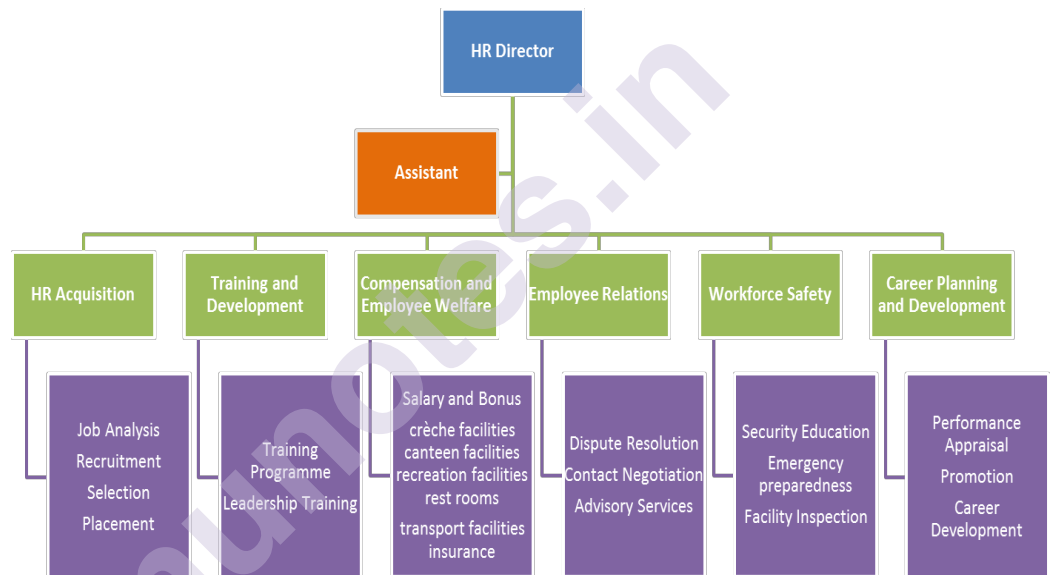 HR Director
Assistant
HR Acquisition
Training and
Development
Compensation and
Employee Welfare
Employee Relations
Workforce Safety
Career Planning
and Development
Job Analysis
Recruitment
Selection
Placement
Training
Programme
Leadership Training
Salary and Bonus
crèche facilities
canteen facilities
recreation facilities
rest rooms
transport facilities
insurance
Dispute Resolution
Contact Negotiation
Advisory Services
Security Education
Emergency
preparedness
Facility Inspection
Performance
Appraisal
Promotion
Career
Development
munotes.in